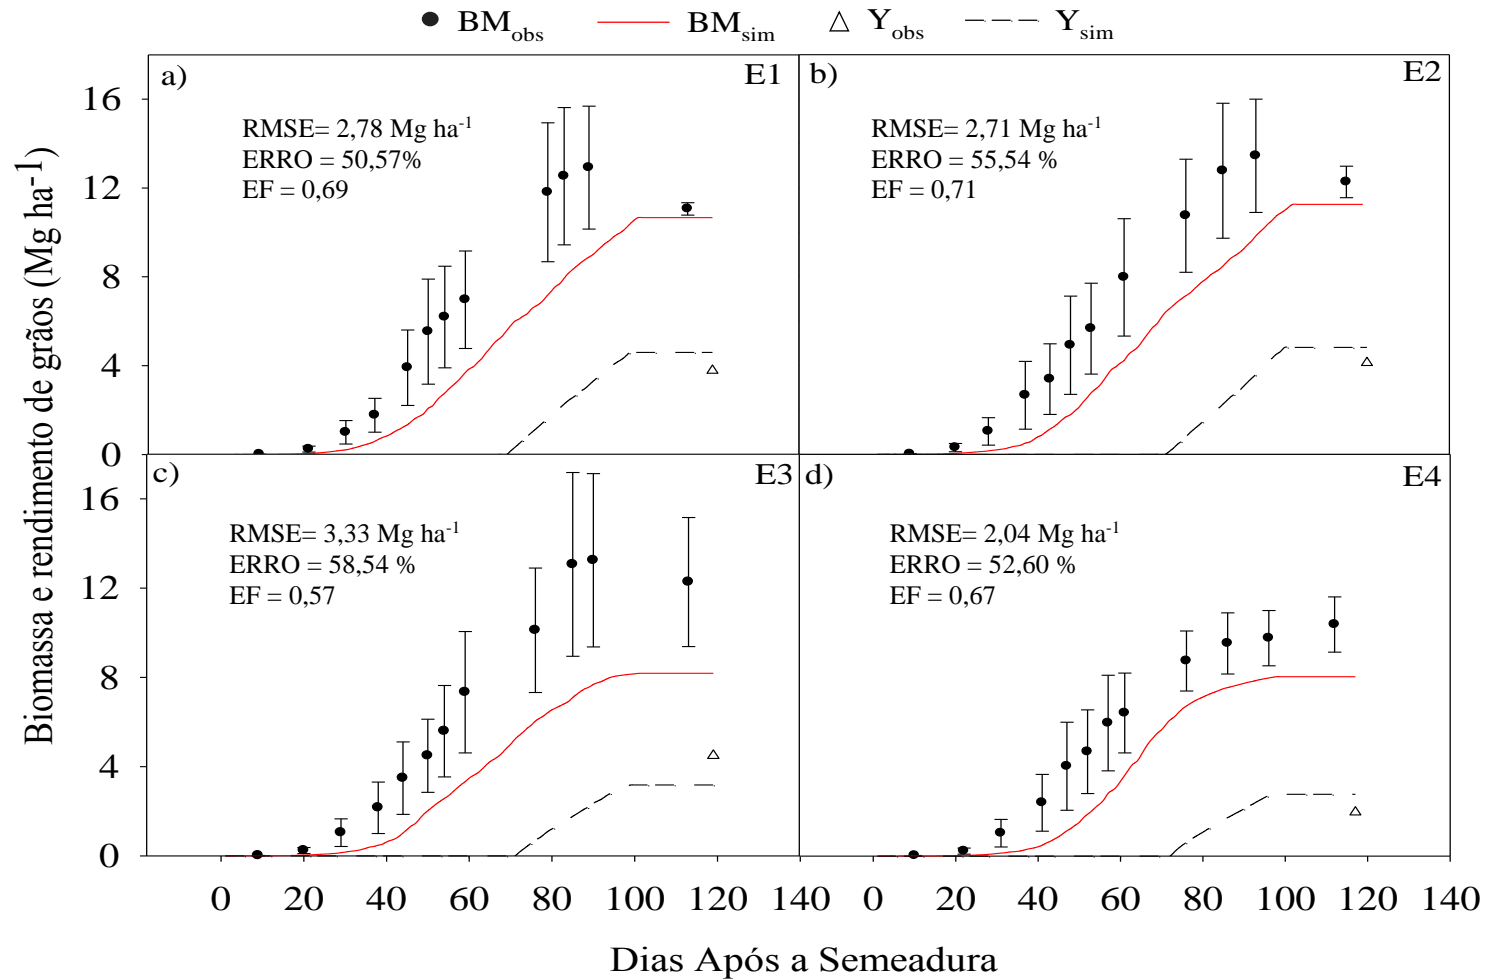 BMobs BMsim Yobs Ysim
Biomassa e rendimento de grãos (Mg ha-1)
a) E1
RMSE= 2,78 Mg ha-1
ERRO = 50,57%
EF = 0,69
16
12
8
4
0
b) E2
RMSE= 2,71 Mg ha-1
ERRO = 55,54 %
EF = 0,71
c) E3
RMSE= 3,33 Mg ha-1
ERRO = 58,54 %
EF = 0,57
16
12
8
4
0
d) E4
RMSE= 2,04 Mg ha-1
ERRO = 52,60 %
EF = 0,67
0 20 40 60 80 100 120 140 0 20 40 60 80 100 120 140
Dias Após a Semeadura